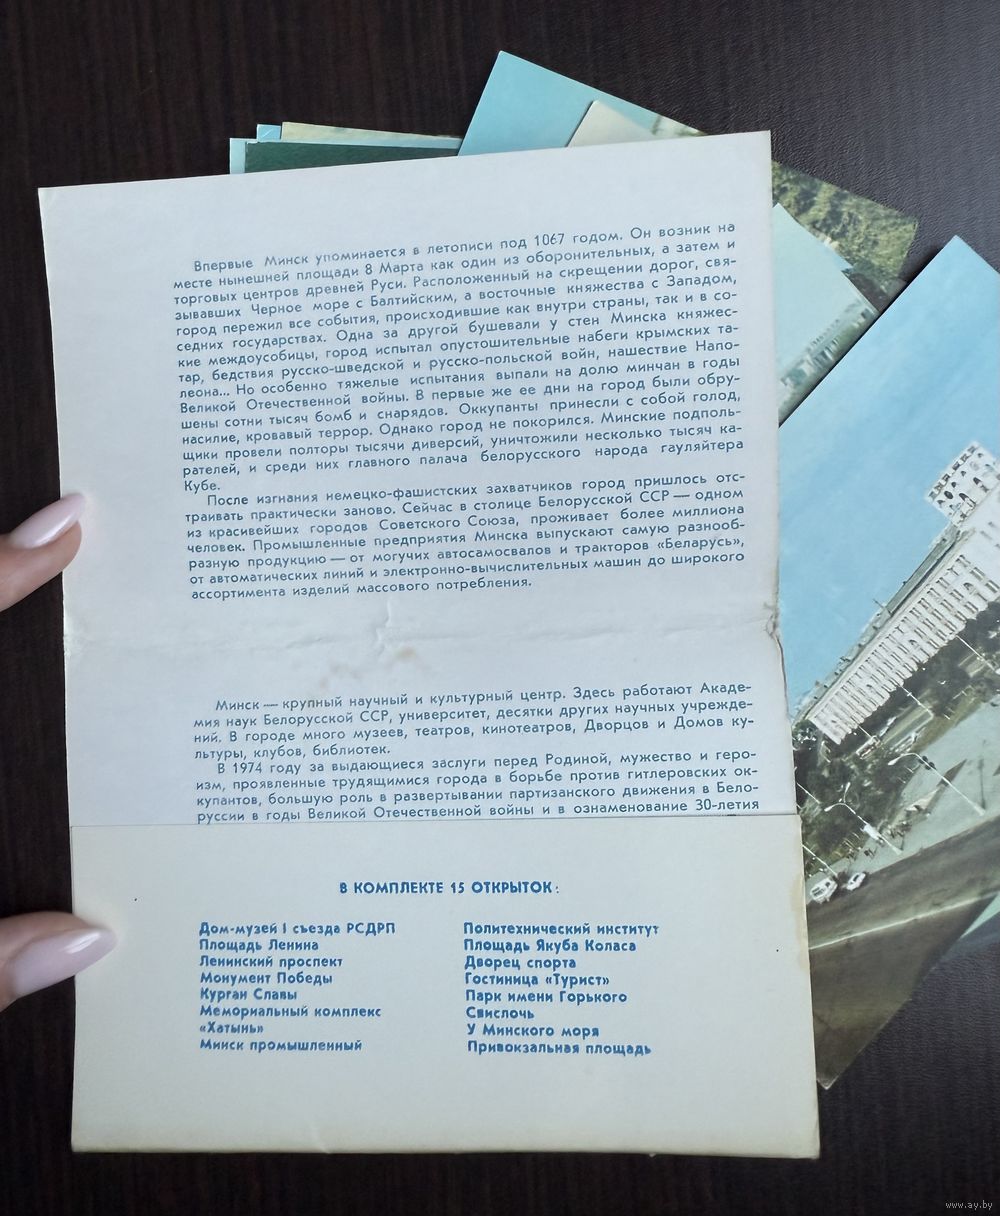 Впервые Минск упоминается в летописи под 1067 годом. Он возник на
месте нынешней площади 8 Марта как один из оборонительных, а затем и
торговых центров древней Руси. Расположенный на скрещении дорог, свя-
зывавших Черное море с Балтийским, а восточные княжества с Западом,
город пережил все события, происходившие как внутри страны, так и в со-
седних государствах. Одна за другой бушевали у стен Минска княжес-
кие междоусобицы, город испытал опустошительные набеги крымских та-
тар, бедствия русско-шведской и русско-польской войн, нашествие Напо-
леона... Но особенно тяжелые испытания выпали на долю минчан в годы
Великой Отечественной войны. В первые же ее дни на город были обру-
шены сотни тысяч бомб и снарядов. Оккупанты принесли с собой голод,
насилие, кровавый террор. Однако город не покорился. Минские подполь-
щики провели полторы тысячи диверсий, уничтожили несколько тысяч ка-
рателей, и среди них главного палача белорусского народа гауляйтера
Кубе.
После изгнания немецко-фашистских захватчиков город пришлось отс-
траивать практически заново. Сейчас в столице Белорусской ССР — одном
из красивейших городов Советского Союза, проживает более миллиона
человек. Промышленные предприятия Минска выпускают самую разнооб-
разную продукцию — от могучих автосамосвалов и тракторов «Беларусь»,
от автоматических линий и электронно-вычислительных машин до широкого
ассортимента изделий массового потребления.
Минск — крупный научный и культурный центр. Здесь работают Акаде-
мия наук Белорусской ССР, университет, десятки других научных учрежде-
ний. В городе много музеев, театров, кинотеатров, Дворцов и Домов ку-
льтуры, клубов, библиотек.
В 1974 году за выдающиеся заслуги перед Родиной, мужество и геро-
изм, проявленные трудящимися города в борьбе против гитлеровских ок-
купантов, большую роль в развертывании партизанского движения в Бело-
руссии в годы Великой Отечественной войны и в ознаменование 30-летия
В КОМПЛЕКТЕ 15 ОТКРЫТОК:
Дом-музей I съезда РСДРП
Площадь Ленина
Ленинский проспект
Монумент Победы
Курган Славы
Мемориальный комплекс
«Хатынь»
Минск промышленный
Политехнический институт
Площадь Якуба Коласа
Дворец спорта
Гостиница «Турист»
Парк имени Горького
Свислочь
У Минского моря
Привокзальная площадь
www.ay.by